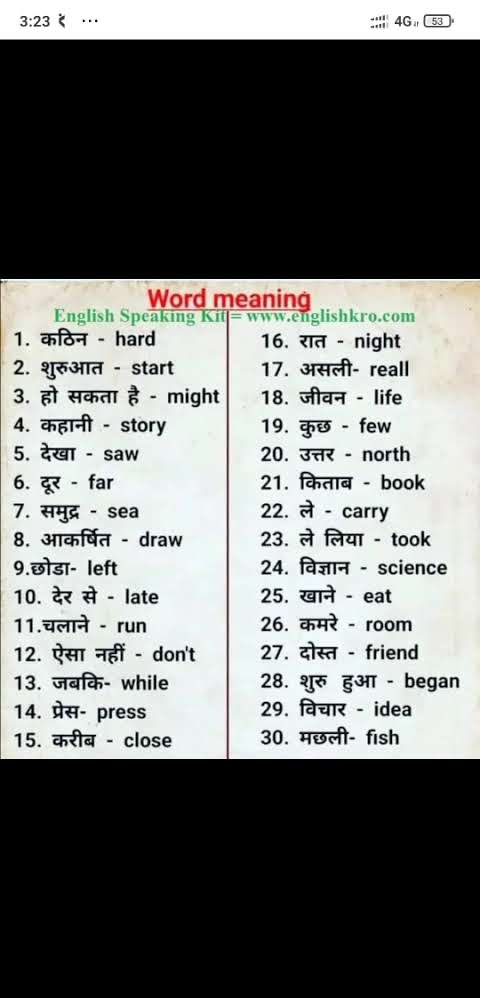 3:23
4G
53
Word meaning
English Speaking Kit = www.englishkro.com
1. कठिन - hard
2. शुरुआत - start
3. हो सकता है - might
4. कहानी - story
5. देखा - saw
6. दूर - far
7. समुद्र - sea
8. आकर्षित - draw
9.छोडा- left
10. देर से - late
11.चलाने - run
12. ऐसा नहीं - don't
13. जबकि- while
14. प्रेस- press
15. करीब - close
16. रात - night
17. असली- reall
18. जीवन - life
19. कुछ - few
20. उत्तर - north
21. किताब - book
22. ले - carry
23. ले लिया - took
24. विज्ञान - science
25. खाने - eat
26. कमरे - room
27. दोस्त - friend
28. शुरु हुआ - began
29. विचार - idea
30. मछली- fish